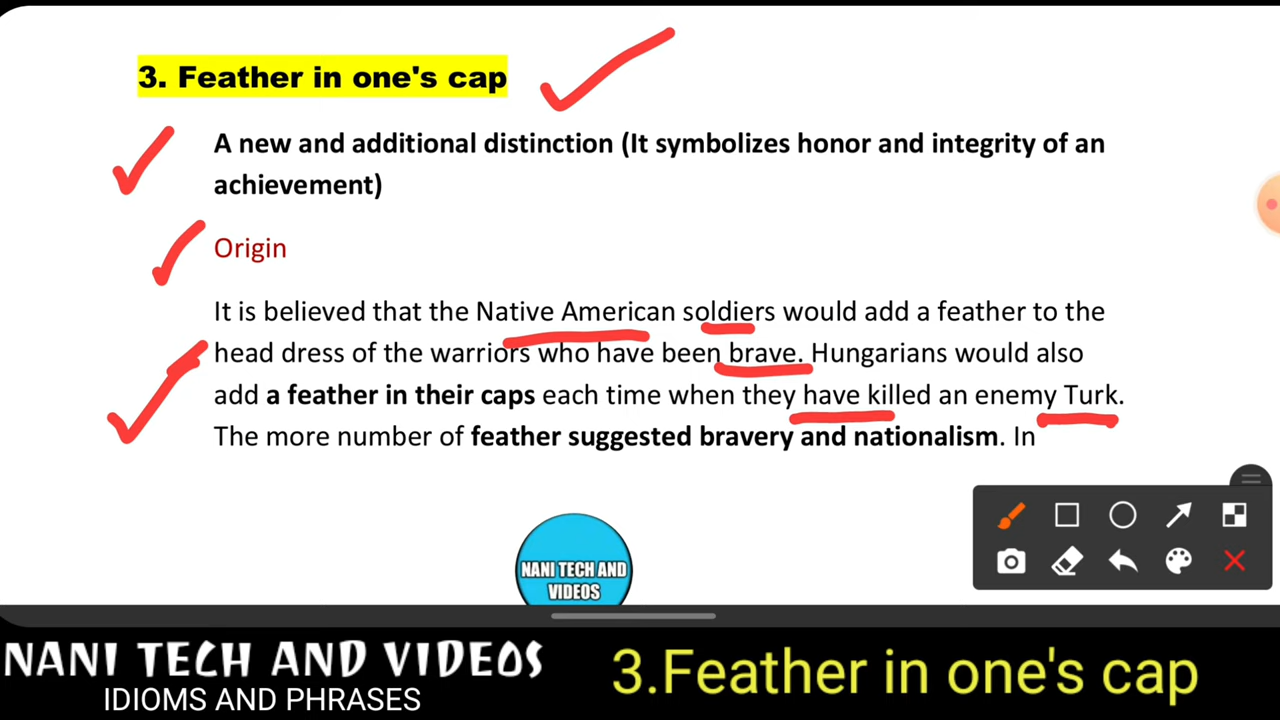 3. Feather in one's cap
A new and additional distinction (It symbolizes honor and integrity of an
achievement)
Origin
It is believed that the Native American soldiers would add a feather to the
head dress of the warriors who have been brave. Hungarians would also
add a feather in their caps each time when they have killed an enemy Turk.
The more number of feather suggested bravery and nationalism. In
NANI TECH AND
VIDEOS
NANI TECH AND VIDEOS
IDIOMS AND PHRASES
3.Feather in one's cap